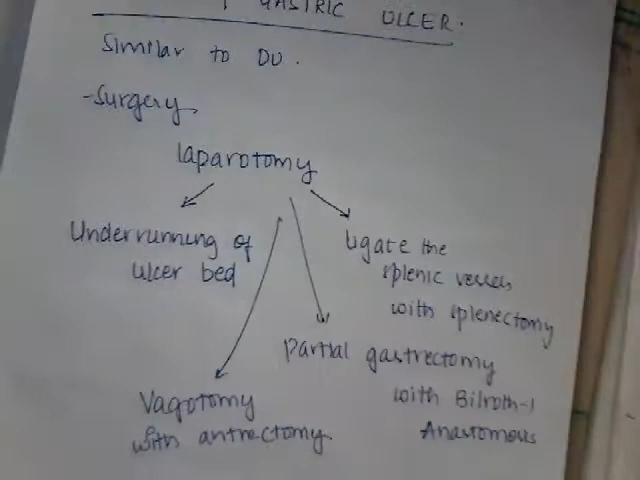 GASTRIC ULCER.
Similar to DU.
-Surgery
laparotomy
Underrunning of
ulcer bed
ligate the
splenic vessels
with splenectomy
Partial gastrectomy
with Bilroth-1
Anastomosis
Vagotomy
with antrectomy.